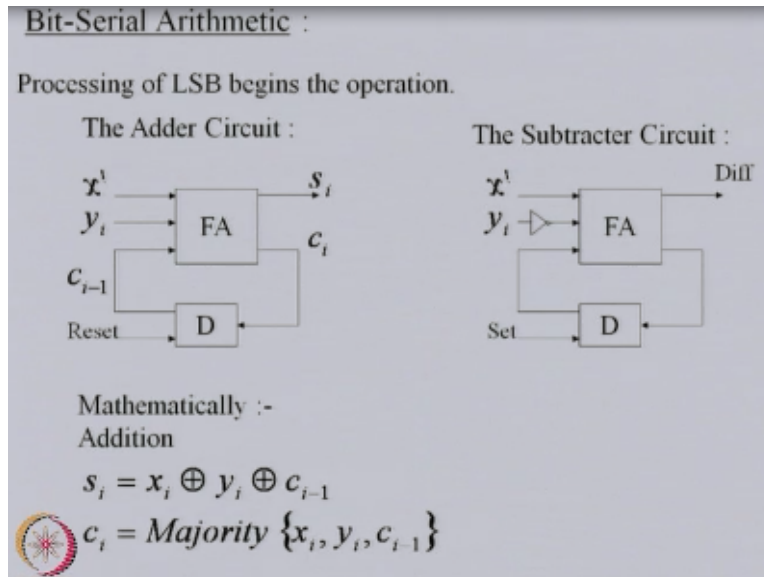 Bit-Serial Arithmetic :
Processing of LSB begins the operation.
The Adder Circuit :
The Subtracter Circuit :
x^i
y_i
c_{i-1}
Reset
FA
D
s_i
c_i
x^i
y_i
Set
FA
D
Diff
Mathematically :-
Addition
s_i = x_i ⊕ y_i ⊕ c_{i-1}
c_i = Majority {x_i, y_i, c_{i-1}}